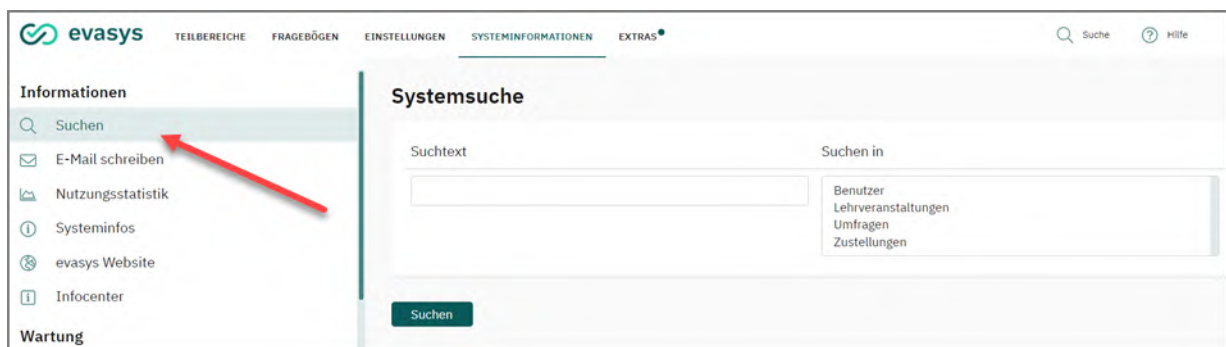 evasys TEILBEREICHE FRAGEBÖGEN EINSTELLUNGEN SYSTEMINFORMATIONEN EXTRAS Suche Hilfe
Informationen
Suchen
E-Mail schreiben
Nutzungsstatistik
Systeminfos
evasys Website
Infocenter
Wartung
Systemsuche
Suchtext
Suchen in
Benutzer
Lehrveranstaltungen
Umfragen
Zustellungen
Suchen